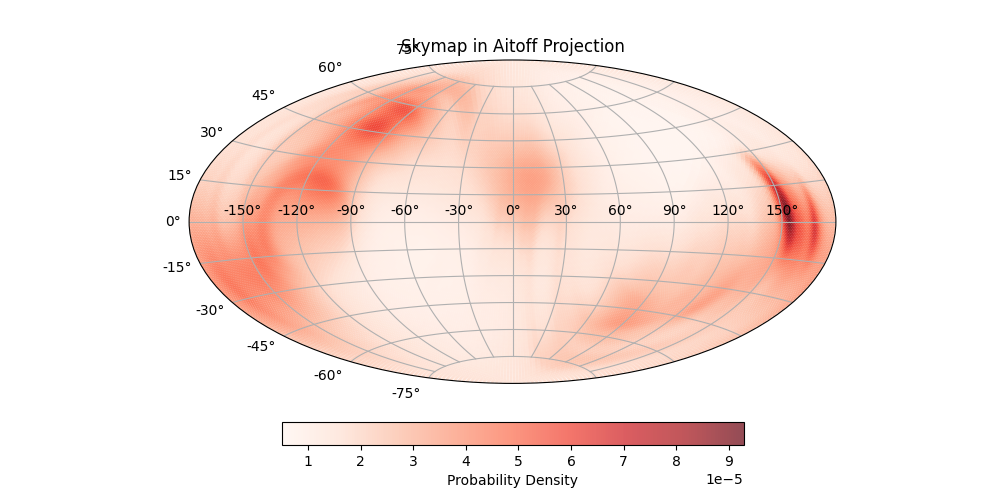 75°
Skymap in Aitoff Projection
60°
45°
30°
15°
-150° -120° -90° -60° -30° 0° 30° 60° 90° 120° 150°
0°
-15°
-30°
-45°
-60°
-75°
1 2 3 4 5 6 7 8 9
1e−5
Probability Density